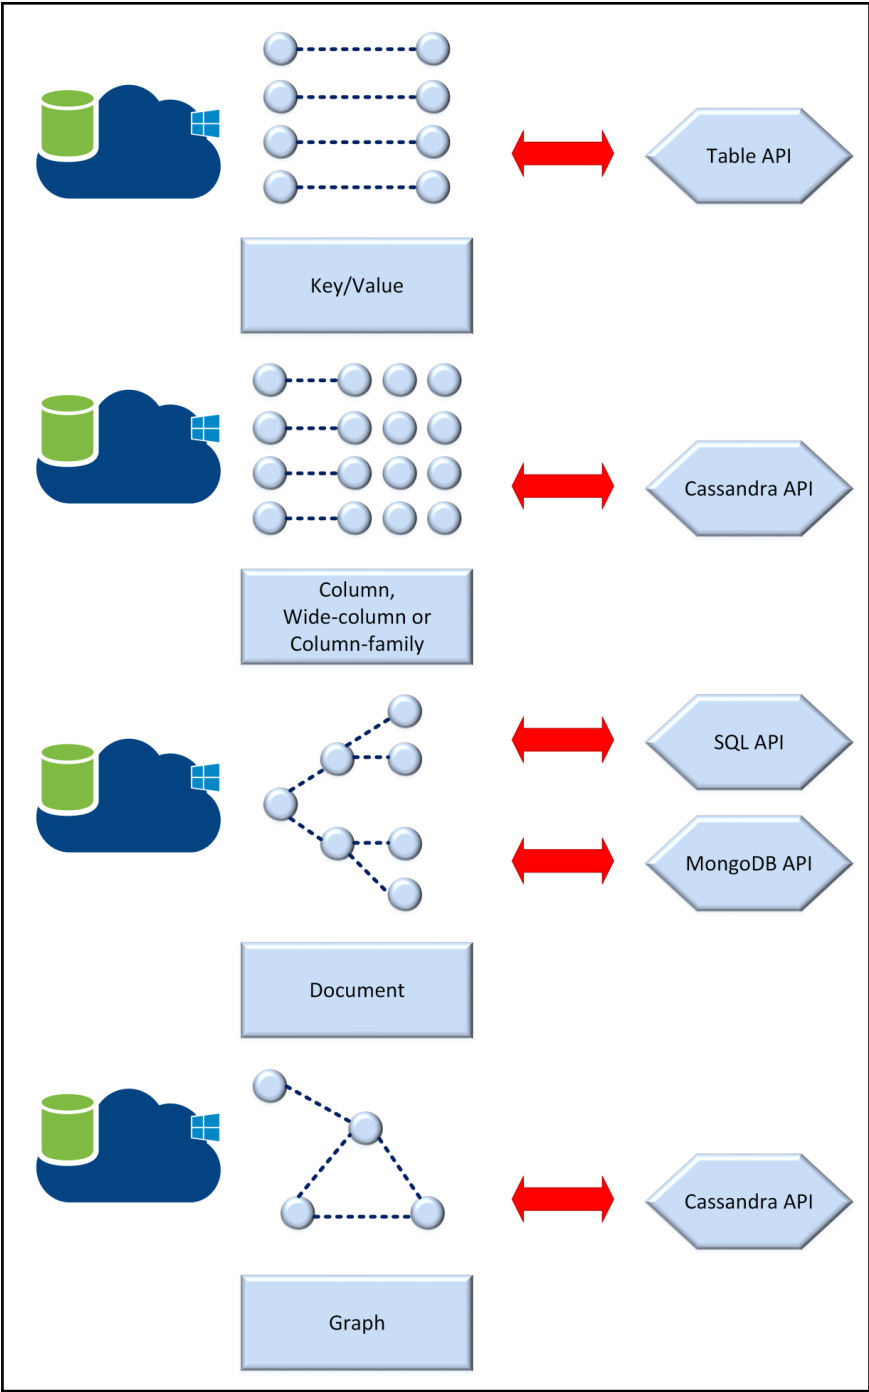 Table API
Key/Value
Cassandra API
Column,
Wide-column or
Column-family
SQL API
MongoDB API
Document
Cassandra API
Graph